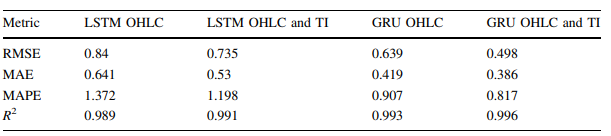 Metric LSTM OHLC LSTM OHLC and TI GRU OHLC GRU OHLC and TI
RMSE 0.84 0.735 0.639 0.498
MAE 0.641 0.53 0.419 0.386
MAPE 1.372 1.198 0.907 0.817
R² 0.989 0.991 0.993 0.996